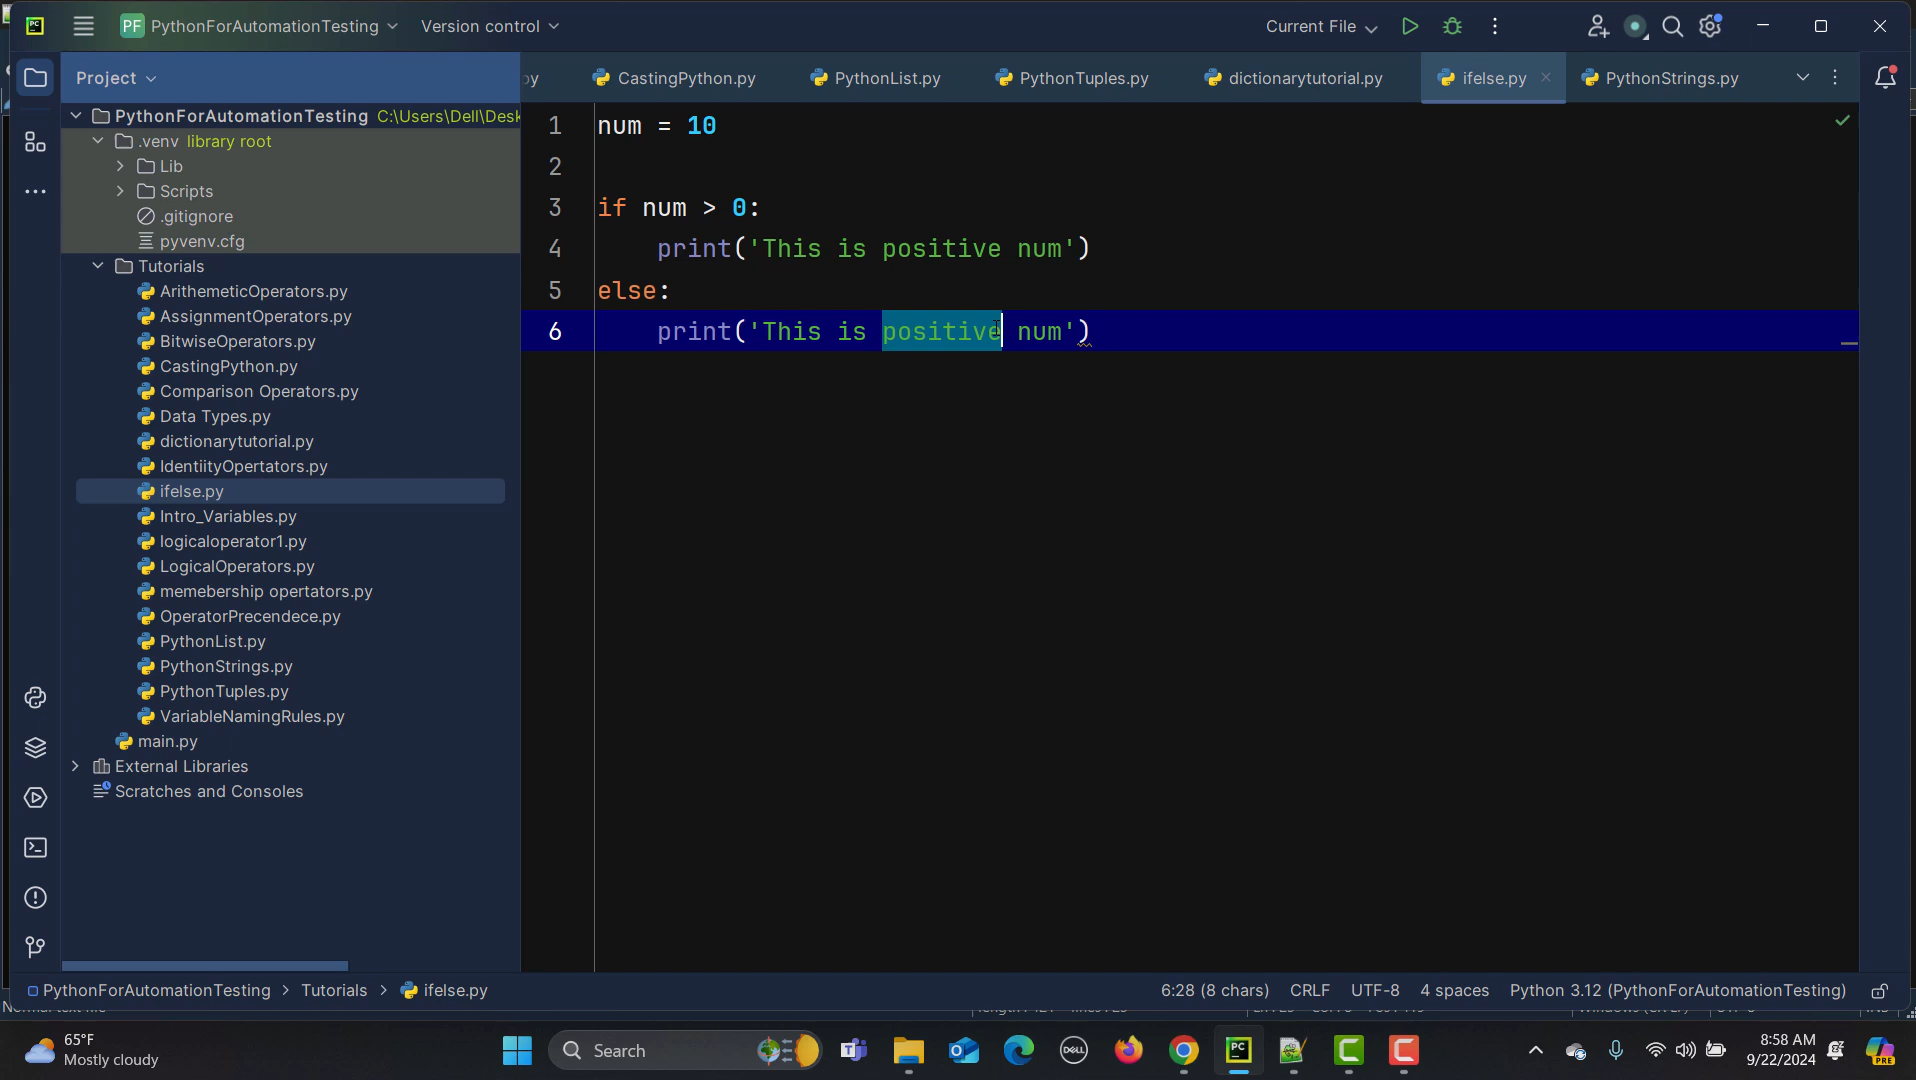 PC
PF PythonForAutomationTesting
Version control
Current File
Project
y
CastingPython.py
PythonList.py
PythonTuples.py
dictionarytutorial.py
ifelse.py
PythonStrings.py
PythonForAutomationTesting C:\Users\Dell\Desk
.venv library root
Lib
Scripts
.gitignore
pyvenv.cfg
Tutorials
ArithemeticOperators.py
AssignmentOperators.py
BitwiseOperators.py
CastingPython.py
Comparison Operators.py
Data Types.py
dictionarytutorial.py
IdentiityOpertators.py
ifelse.py
Intro_Variables.py
logicaloperator1.py
LogicalOperators.py
memebership opertators.py
OperatorPrecendece.py
PythonList.py
PythonStrings.py
PythonTuples.py
VariableNamingRules.py
main.py
External Libraries
Scratches and Consoles
1 num = 10
2
3 if num > 0:
4 print('This is positive num')
5 else:
6 print('This is positive num')
PythonForAutomationTesting > Tutorials > ifelse.py
6:28 (8 chars) CRLF UTF-8 4 spaces Python 3.12 (PythonForAutomationTesting)
65°F
Mostly cloudy
Search
DELL
PC
PRE
8:58 AM
9/22/2024